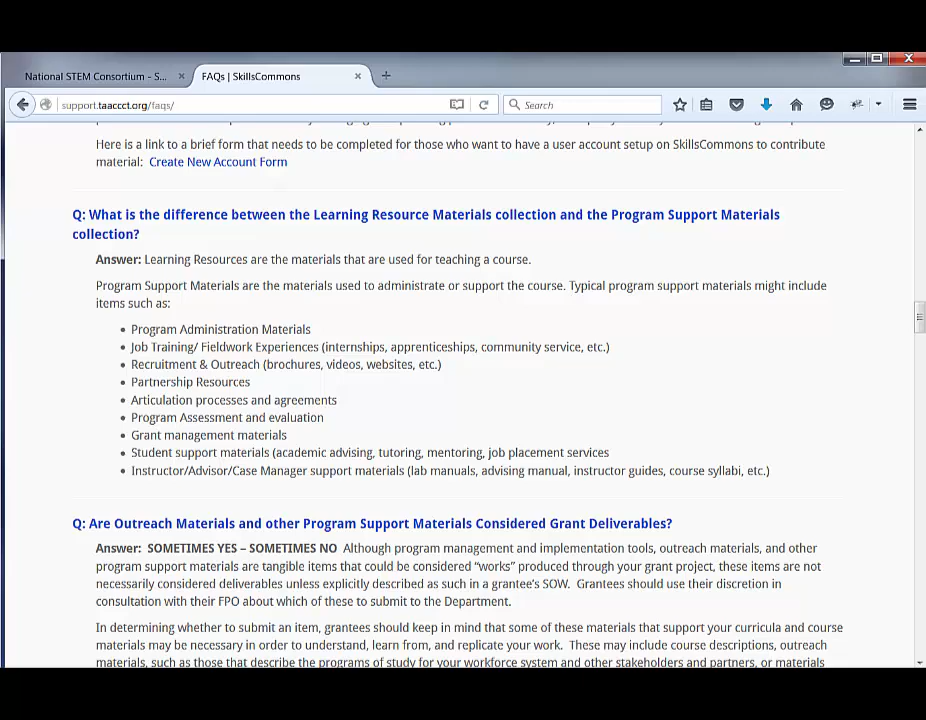 National STEM Consortium - S...
FAQs | SkillsCommons
support.taaccct.org/faqs/
Search
Here is a link to a brief form that needs to be completed for those who want to have a user account setup on SkillsCommons to contribute
material: Create New Account Form
Q: What is the difference between the Learning Resource Materials collection and the Program Support Materials
collection?
Answer: Learning Resources are the materials that are used for teaching a course.
Program Support Materials are the materials used to administrate or support the course. Typical program support materials might include
items such as:
• Program Administration Materials
• Job Training/ Fieldwork Experiences (internships, apprenticeships, community service, etc.)
• Recruitment & Outreach (brochures, videos, websites, etc.)
• Partnership Resources
• Articulation processes and agreements
• Program Assessment and evaluation
• Grant management materials
• Student support materials (academic advising, tutoring, mentoring, job placement services
• Instructor/Advisor/Case Manager support materials (lab manuals, advising manual, instructor guides, course syllabi, etc.)
Q: Are Outreach Materials and other Program Support Materials Considered Grant Deliverables?
Answer: SOMETIMES YES – SOMETIMES NO Although program management and implementation tools, outreach materials, and other
program support materials are tangible items that could be considered “works” produced through your grant project, these items are not
necessarily considered deliverables unless explicitly described as such in a grantee's SOW. Grantees should use their discretion in
consultation with their FPO about which of these to submit to the Department.
In determining whether to submit an item, grantees should keep in mind that some of these materials that support your curricula and course
materials may be necessary in order to understand, learn from, and replicate your work. These may include course descriptions, outreach
materials, such as those that describe the programs of study for your workforce system and other stakeholders and partners, or materials